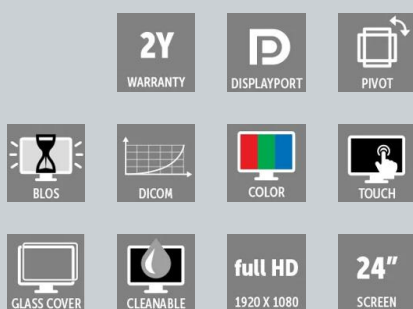 2Y
WARRANTY
DISPLAYPORT
PIVOT
BLOS
DICOM
COLOR
TOUCH
GLASS COVER
CLEANABLE
full HD
1920 X 1080
24"
SCREEN